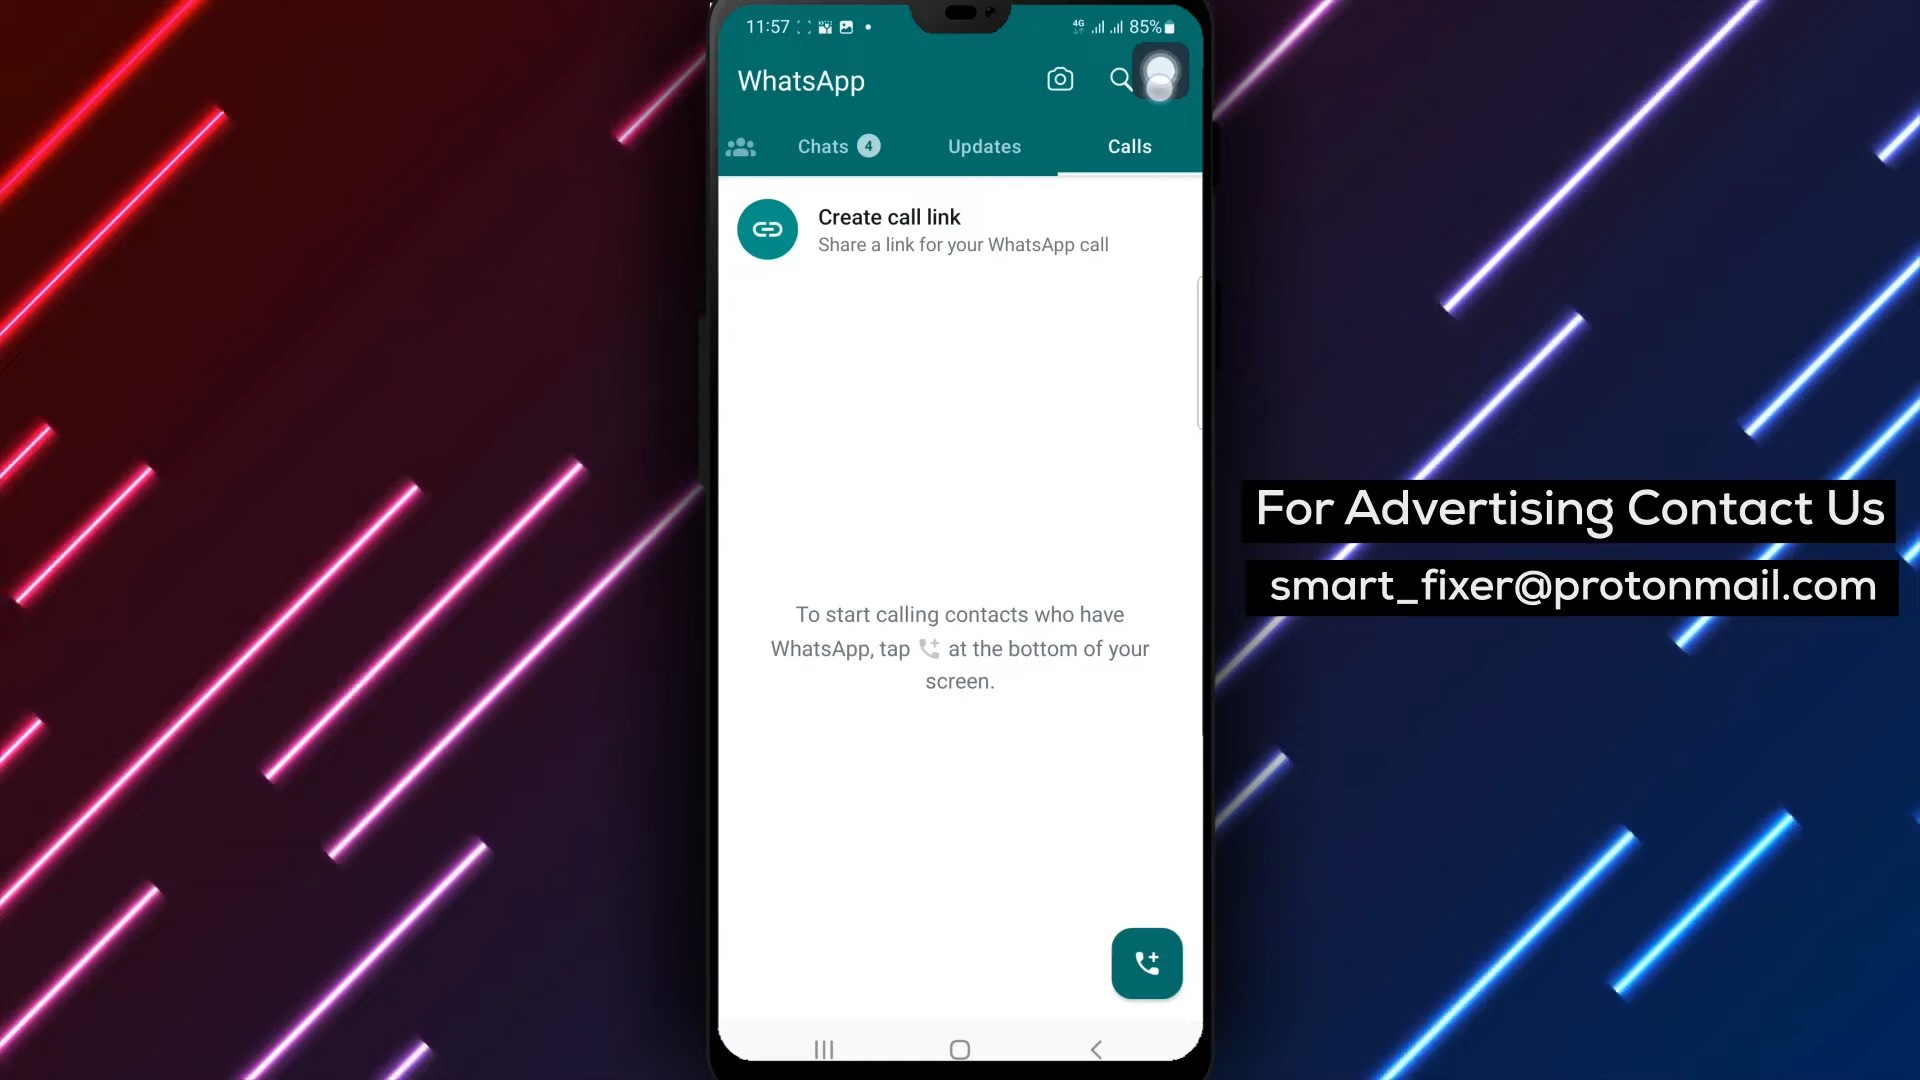 11:57
4G 85%
WhatsApp
Chats 4 Updates Calls
Create call link
Share a link for your WhatsApp call
For Advertising Contact Us
smart_fixer@protonmail.com
To start calling contacts who have
WhatsApp, tap at the bottom of your
screen.